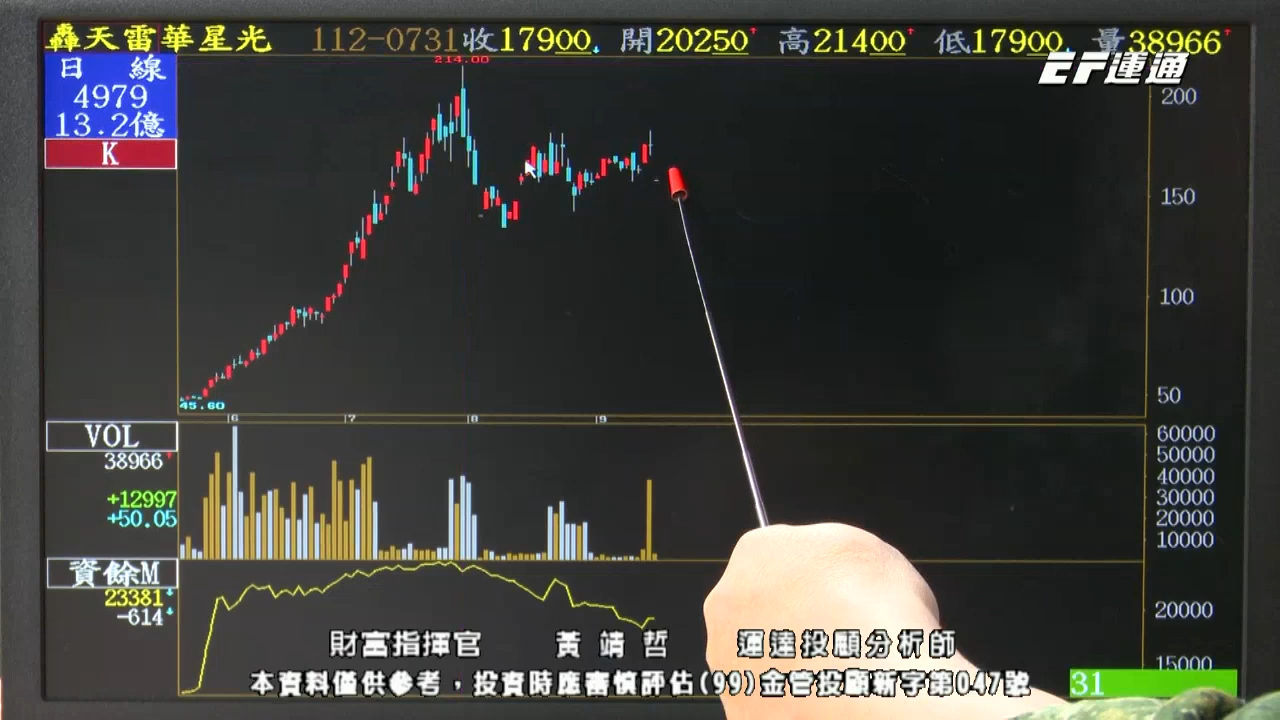 轟天雷華星光 112-0731收17900 開20250 高21400 低17900 量38966
EF運通
日 線
4979
13.2億
K
214.00
200
150
100
50
45.60
6 7 8 9
VOL
38966
+12997
+50.05
60000
50000
40000
30000
20000
10000
資餘M
23381
-614
20000
15000
財富指揮官 黃靖哲 運達投顧分析師
本資料僅供參考，投資時應審慎評估(99)金管投顧新字第047號
31